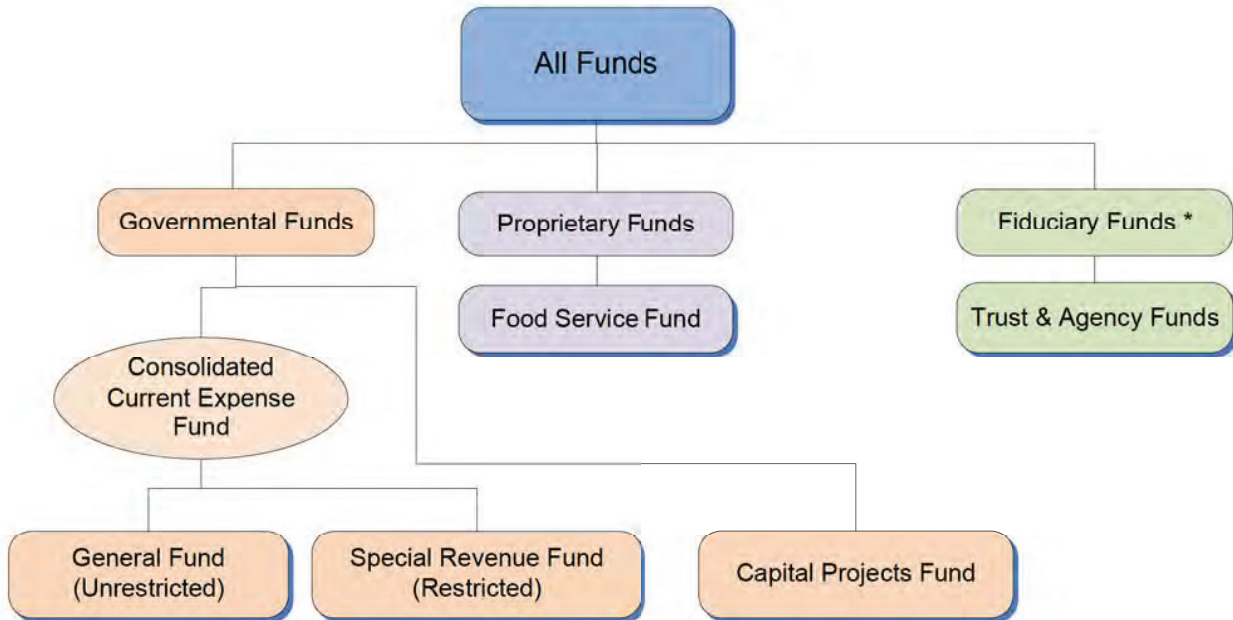 All Funds
Governmental Funds
Proprietary Funds
Fiduciary Funds *
Food Service Fund
Trust & Agency Funds
Consolidated
Current Expense
Fund
General Fund
(Unrestricted)
Special Revenue Fund
(Restricted)
Capital Projects Fund